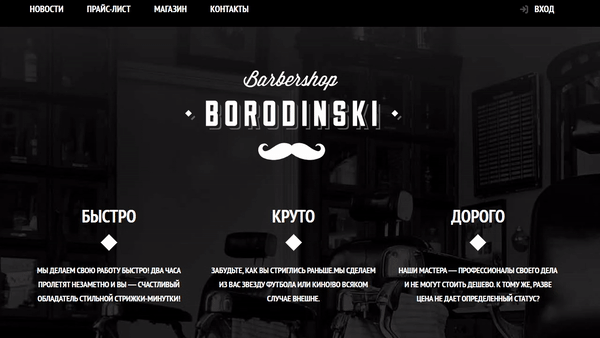 НОВОСТИ ПРАЙС-ЛИСТ МАГАЗИН КОНТАКТЫ ВХОД
Barbershop
BORODINSKI
БЫСТРО КРУТО ДОРОГО
МЫ ДЕЛАЕМ СВОЮ РАБОТУ БЫСТРО! ДВА ЧАСА
ПРОЛЕТЯТ НЕЗАМЕТНО И ВЫ — СЧАСТЛИВЫЙ
ОБЛАДАТЕЛЬ СТИЛЬНОЙ СТРИЖКИ-МИНУТКИ!
ЗАБУДЬТЕ, КАК ВЫ СТРИГЛИСЬ РАНЬШЕ.МЫ СДЕЛАЕМ
ИЗ ВАС ЗВЕЗДУ ФУТБОЛА ИЛИ КИНО!ВО ВСЯКОМ
СЛУЧАЕ ВНЕШНЕ.
НАШИ МАСТЕРА — ПРОФЕССИОНАЛЫ СВОЕГО ДЕЛА
И НЕ МОГУТ СТОИТЬ ДЕШЕВО. К ТОМУ ЖЕ, РАЗВЕ
ЦЕНА НЕ ДАЕТ ОПРЕДЕЛЕННЫЙ СТАТУС?